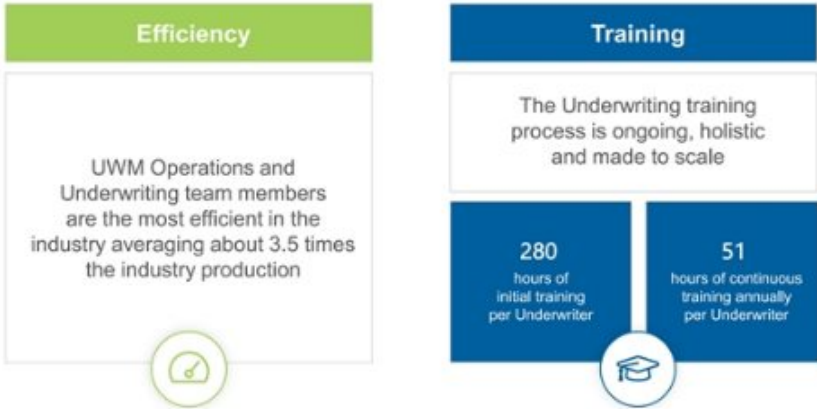 Efficiency
UWM Operations and
Underwriting team members
are the most efficient in the
industry averaging about 3.5 times
the industry production
Training
The Underwriting training
process is ongoing, holistic
and made to scale
280
hours of
initial training
per Underwriter
51
hours of continuous
training annually
per Underwriter